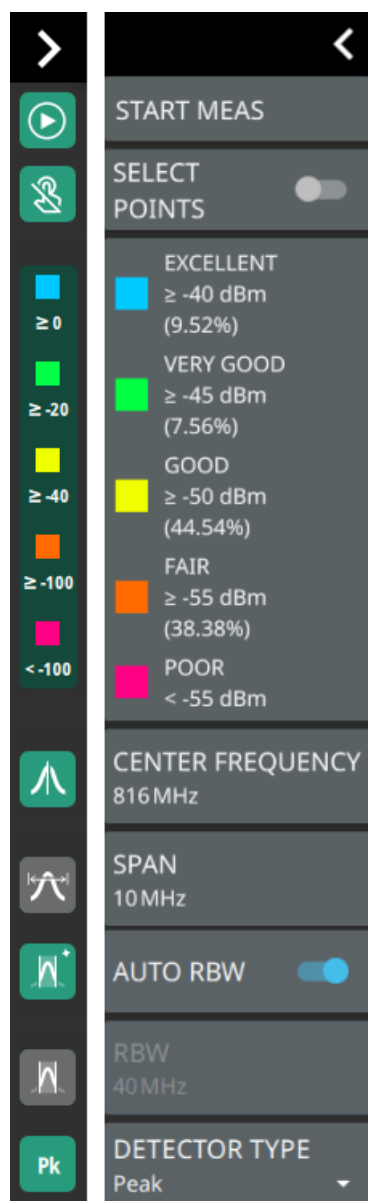 ≥ 0
≥ -20
≥ -40
≥ -100
< -100
Pk
START MEAS
SELECT
POINTS
EXCELLENT
≥ -40 dBm
(9.52%)
VERY GOOD
≥ -45 dBm
(7.56%)
GOOD
≥ -50 dBm
(44.54%)
FAIR
≥ -55 dBm
(38.38%)
POOR
< -55 dBm
CENTER FREQUENCY
816 MHz
SPAN
10 MHz
AUTO RBW
RBW
40 MHz
DETECTOR TYPE
Peak